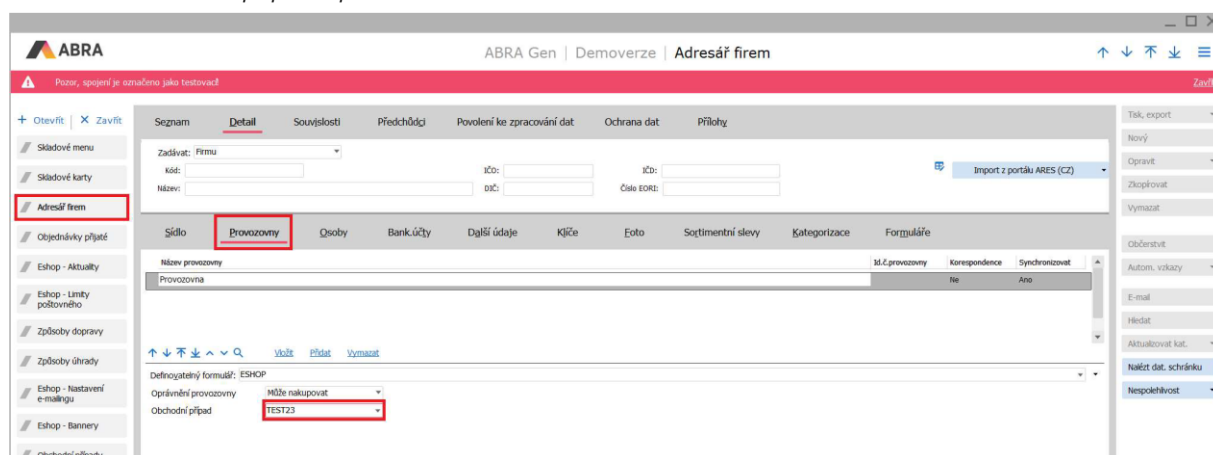 ABRA
ABRA Gen | Demoverze | Adresář firem
Pozor, spojení je označeno jako testovací!
Zavří
+ Otevřít | X Zavřít
Skladové menu
Skladové karty
Adresář firem
Objednávky přijaté
Eshop - Aktuality
Eshop - Limity
poštovného
Způsoby dopravy
Způsoby úhrady
Eshop - Nastavení
e-mailingu
Eshop - Bannery
Obchodní případy
Seznam Detail Souvislosti Předchůdci Povolení ke zpracování dat Ochrana dat Přílohy
Zadávat: Firmu
Kód: IČO: IČD: Import z portálu ARES (CZ)
Název: DIČ: Číslo EORI:
Sídlo Provozovny Osoby Bank.účty Další údaje Klíče Foto Sortimentní slevy Kategorizace Formuláře
Název provozovny Id.č.provozovny Korespondence Synchronizovat
Provozovna Ne Ano
Vložit Přidat Vymazat
Definovatelný formulář: ESHOP
Oprávnění provozovny Může nakupovat
Obchodní případ TEST23
Tisk, export
Nový
Opravit
Zkopírovat
Vymazat
Občerstvit
Autom. vzkazy
E-mail
Hledat
Aktualizovat kat.
Nalézt dat. schránku
Nespolehlivost